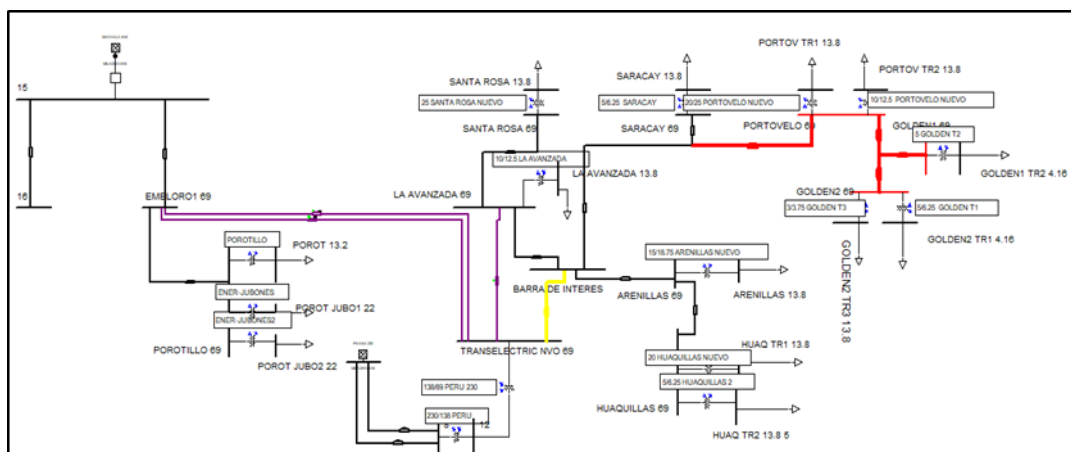 PORTOV TR1 13.8
SANTA ROSA 13.8
SARACAY 13.8
PORTOV TR2 13.8
15
25 SANTA ROSA NUEVO
5/6.25 SARACAY
20/25 PORTOVELO NUEVO
10/12.5 PORTOVELO NUEVO
SANTA ROSA 69
SARACAY 69
PORTOVELO 69
GOLDEN1 69
5 GOLDEN T2
10/12.5 LA AVANZADA
LA AVANZADA 13.8
GOLDEN1 TR2 4.16
16
EMELORO1 69
LA AVANZADA 69
GOLDEN2 69
3/3.75 GOLDEN T3
5/6.25 GOLDEN T1
POROTILLO
POROT 13.2
GOLDEN2 TR1 4.16
GOLDEN2 TR3 13.8
15/18.75 ARENILLAS NUEVO
BARRA DE INTERES
ARENILLAS 69
ARENILLAS 13.8
ENER-JUBONES
POROT JUBO1 22
ENER-JUBONES2
POROTILLO 69
POROT JUBO2 22
TRANSELECTRIC NVO 69
HUAQ TR1 13.8
20 HUAQUILLAS NUEVO
5/6.25 HUAQUILLAS 2
138/69 PERU 230
HUAQUILLAS 69
230/138 PERU
12
HUAQ TR2 13.8 5